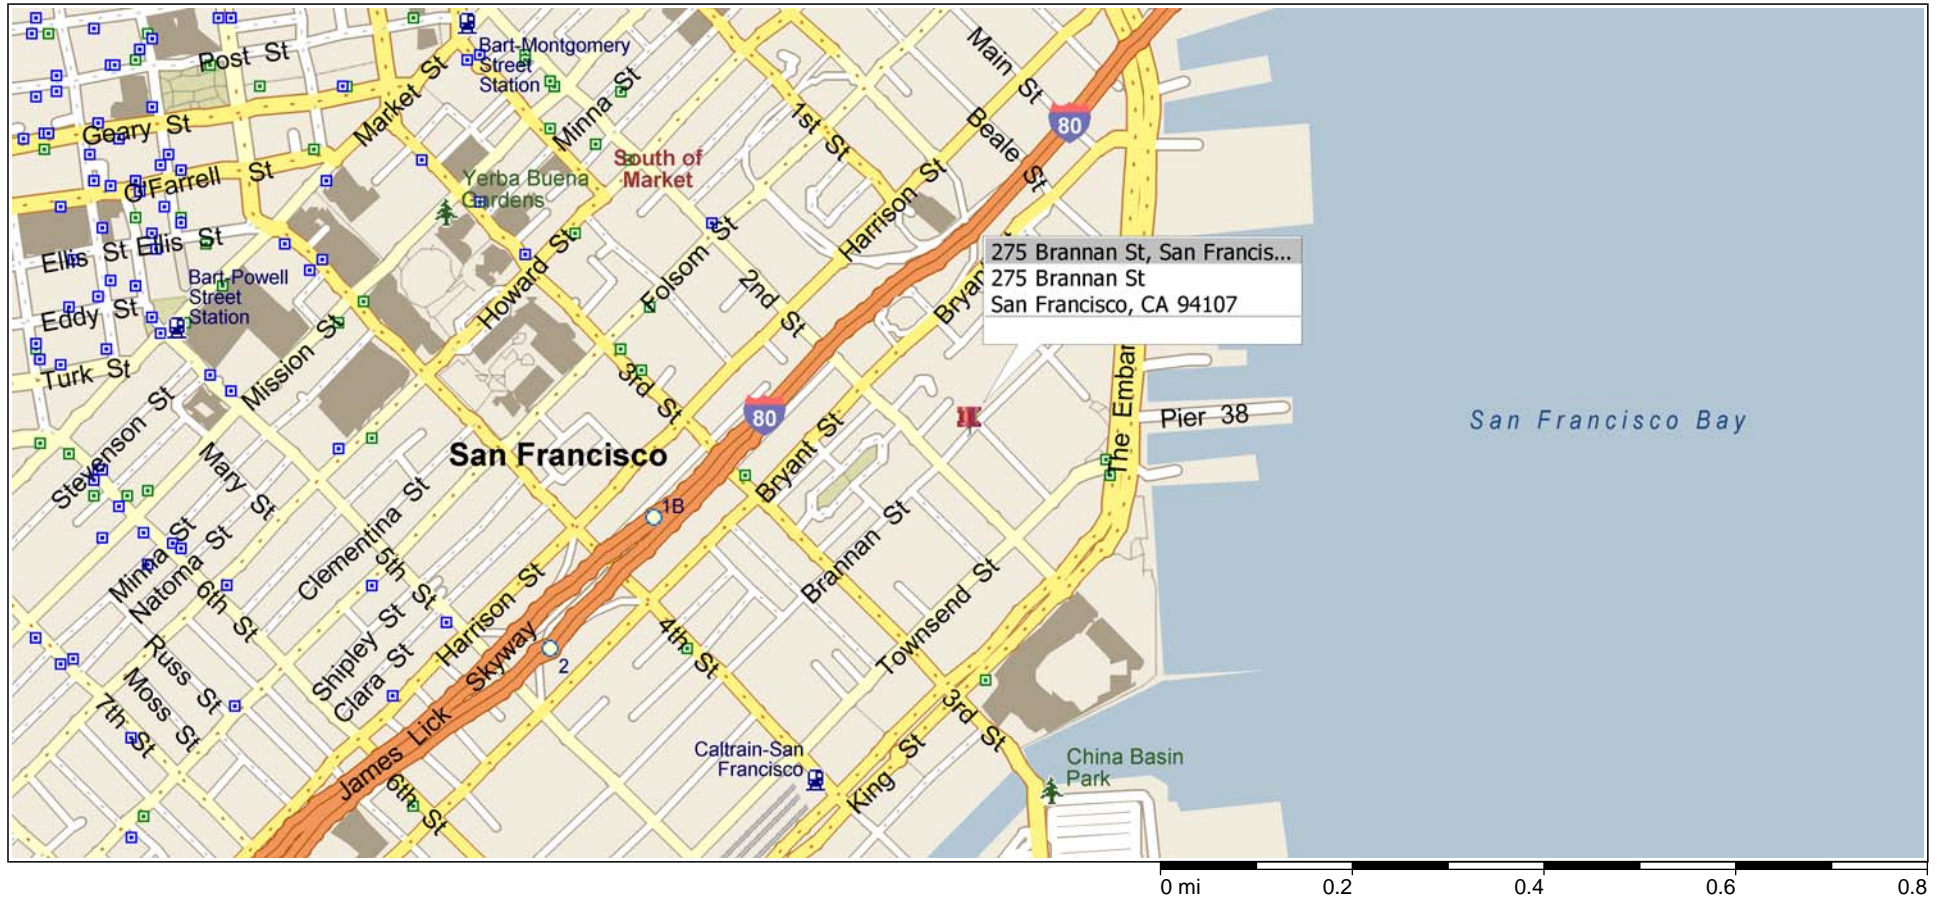 Post St
Bart-Montgomery
Street
Station
Market St
Minna St
Main St
1st St
Beale St
80
Geary St
O'Farrell St
Yerba Buena
Gardens
South of
Market
Harrison St
Ellis St
Ellis St
Bart-Powell
Street
Station
Eddy St
Howard St
Folsom St
2nd St
Bryan
275 Brannan St, San Francis...
275 Brannan St
San Francisco, CA 94107
Turk St
Mission St
3rd St
80
The Embar
Pier 38
San Francisco Bay
Stevenson St
Mary St
San Francisco
Bryant St
1B
Clementina St
Brannan St
Minna St
Natoma St
6th St
5th St
Harrison St
Townsend St
Shipley St
Clara St
Skyway
2
4th St
Russ St
Moss St
7th St
James Lick
6th St
Caltrain-San
Francisco
King St
3rd St
China Basin
Park
0 mi 0.2 0.4 0.6 0.8